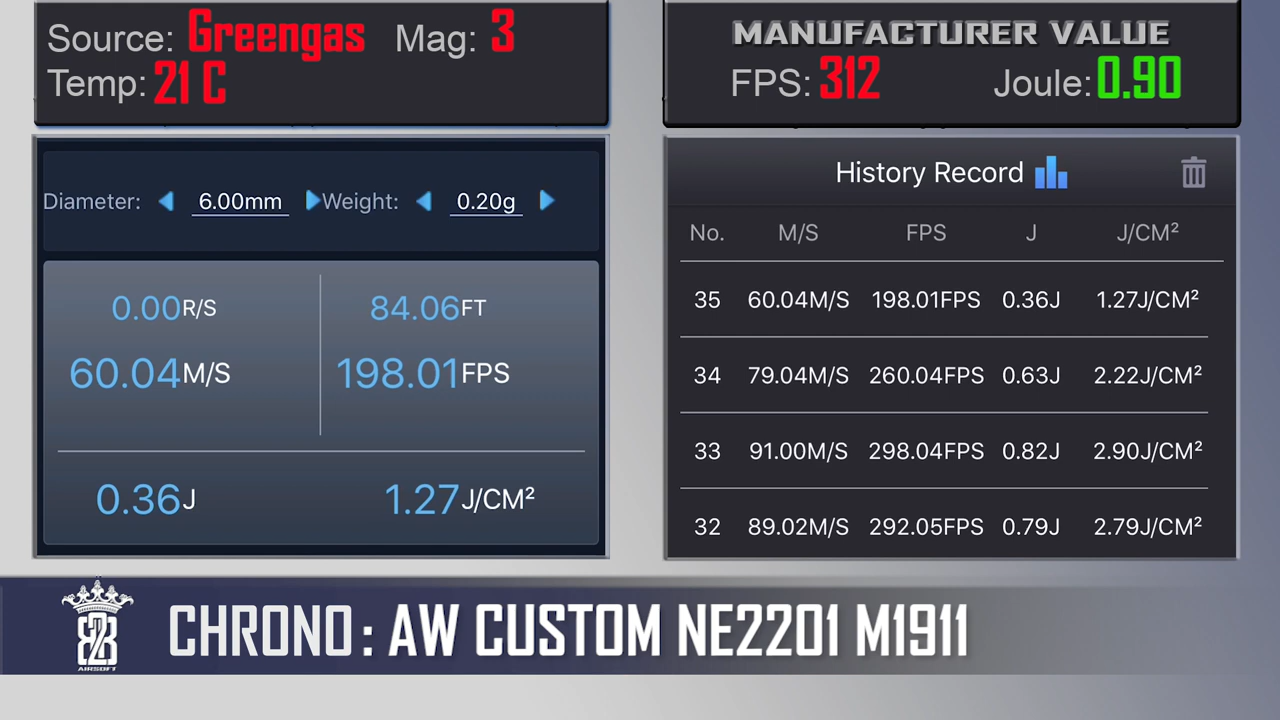 Source: Greengas Mag: 3
Temp: 21 C
MANUFACTURER VALUE
FPS: 312 Joule: 0.90
Diameter: 6.00mm Weight: 0.20g
0.00R/S 84.06FT
60.04M/S 198.01FPS
0.36J 1.27J/CM²
History Record
No. M/S FPS J J/CM²
35 60.04M/S 198.01FPS 0.36J 1.27J/CM²
34 79.04M/S 260.04FPS 0.63J 2.22J/CM²
33 91.00M/S 298.04FPS 0.82J 2.90J/CM²
32 89.02M/S 292.05FPS 0.79J 2.79J/CM²
B2B
AIRSOFT
CHRONO: AW CUSTOM NE2201 M1911